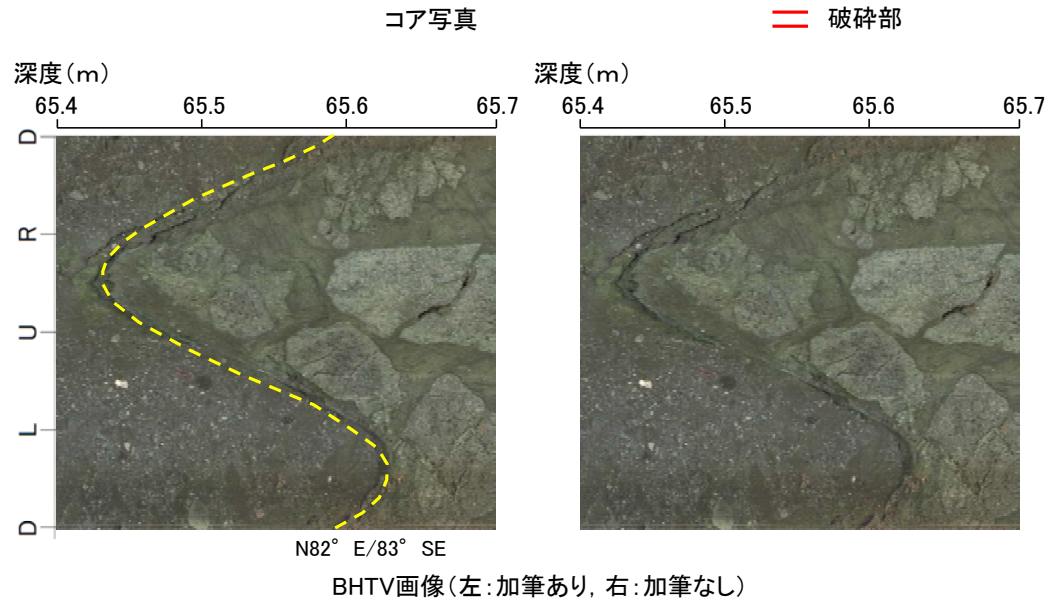 コア写真
破砕部
深度(m)
深度(m)
65.4 65.5 65.6 65.7
65.4 65.5 65.6 65.7
D
R
U
L
D
N82° E/83° SE
BHTV画像(左:加筆あり, 右:加筆なし)